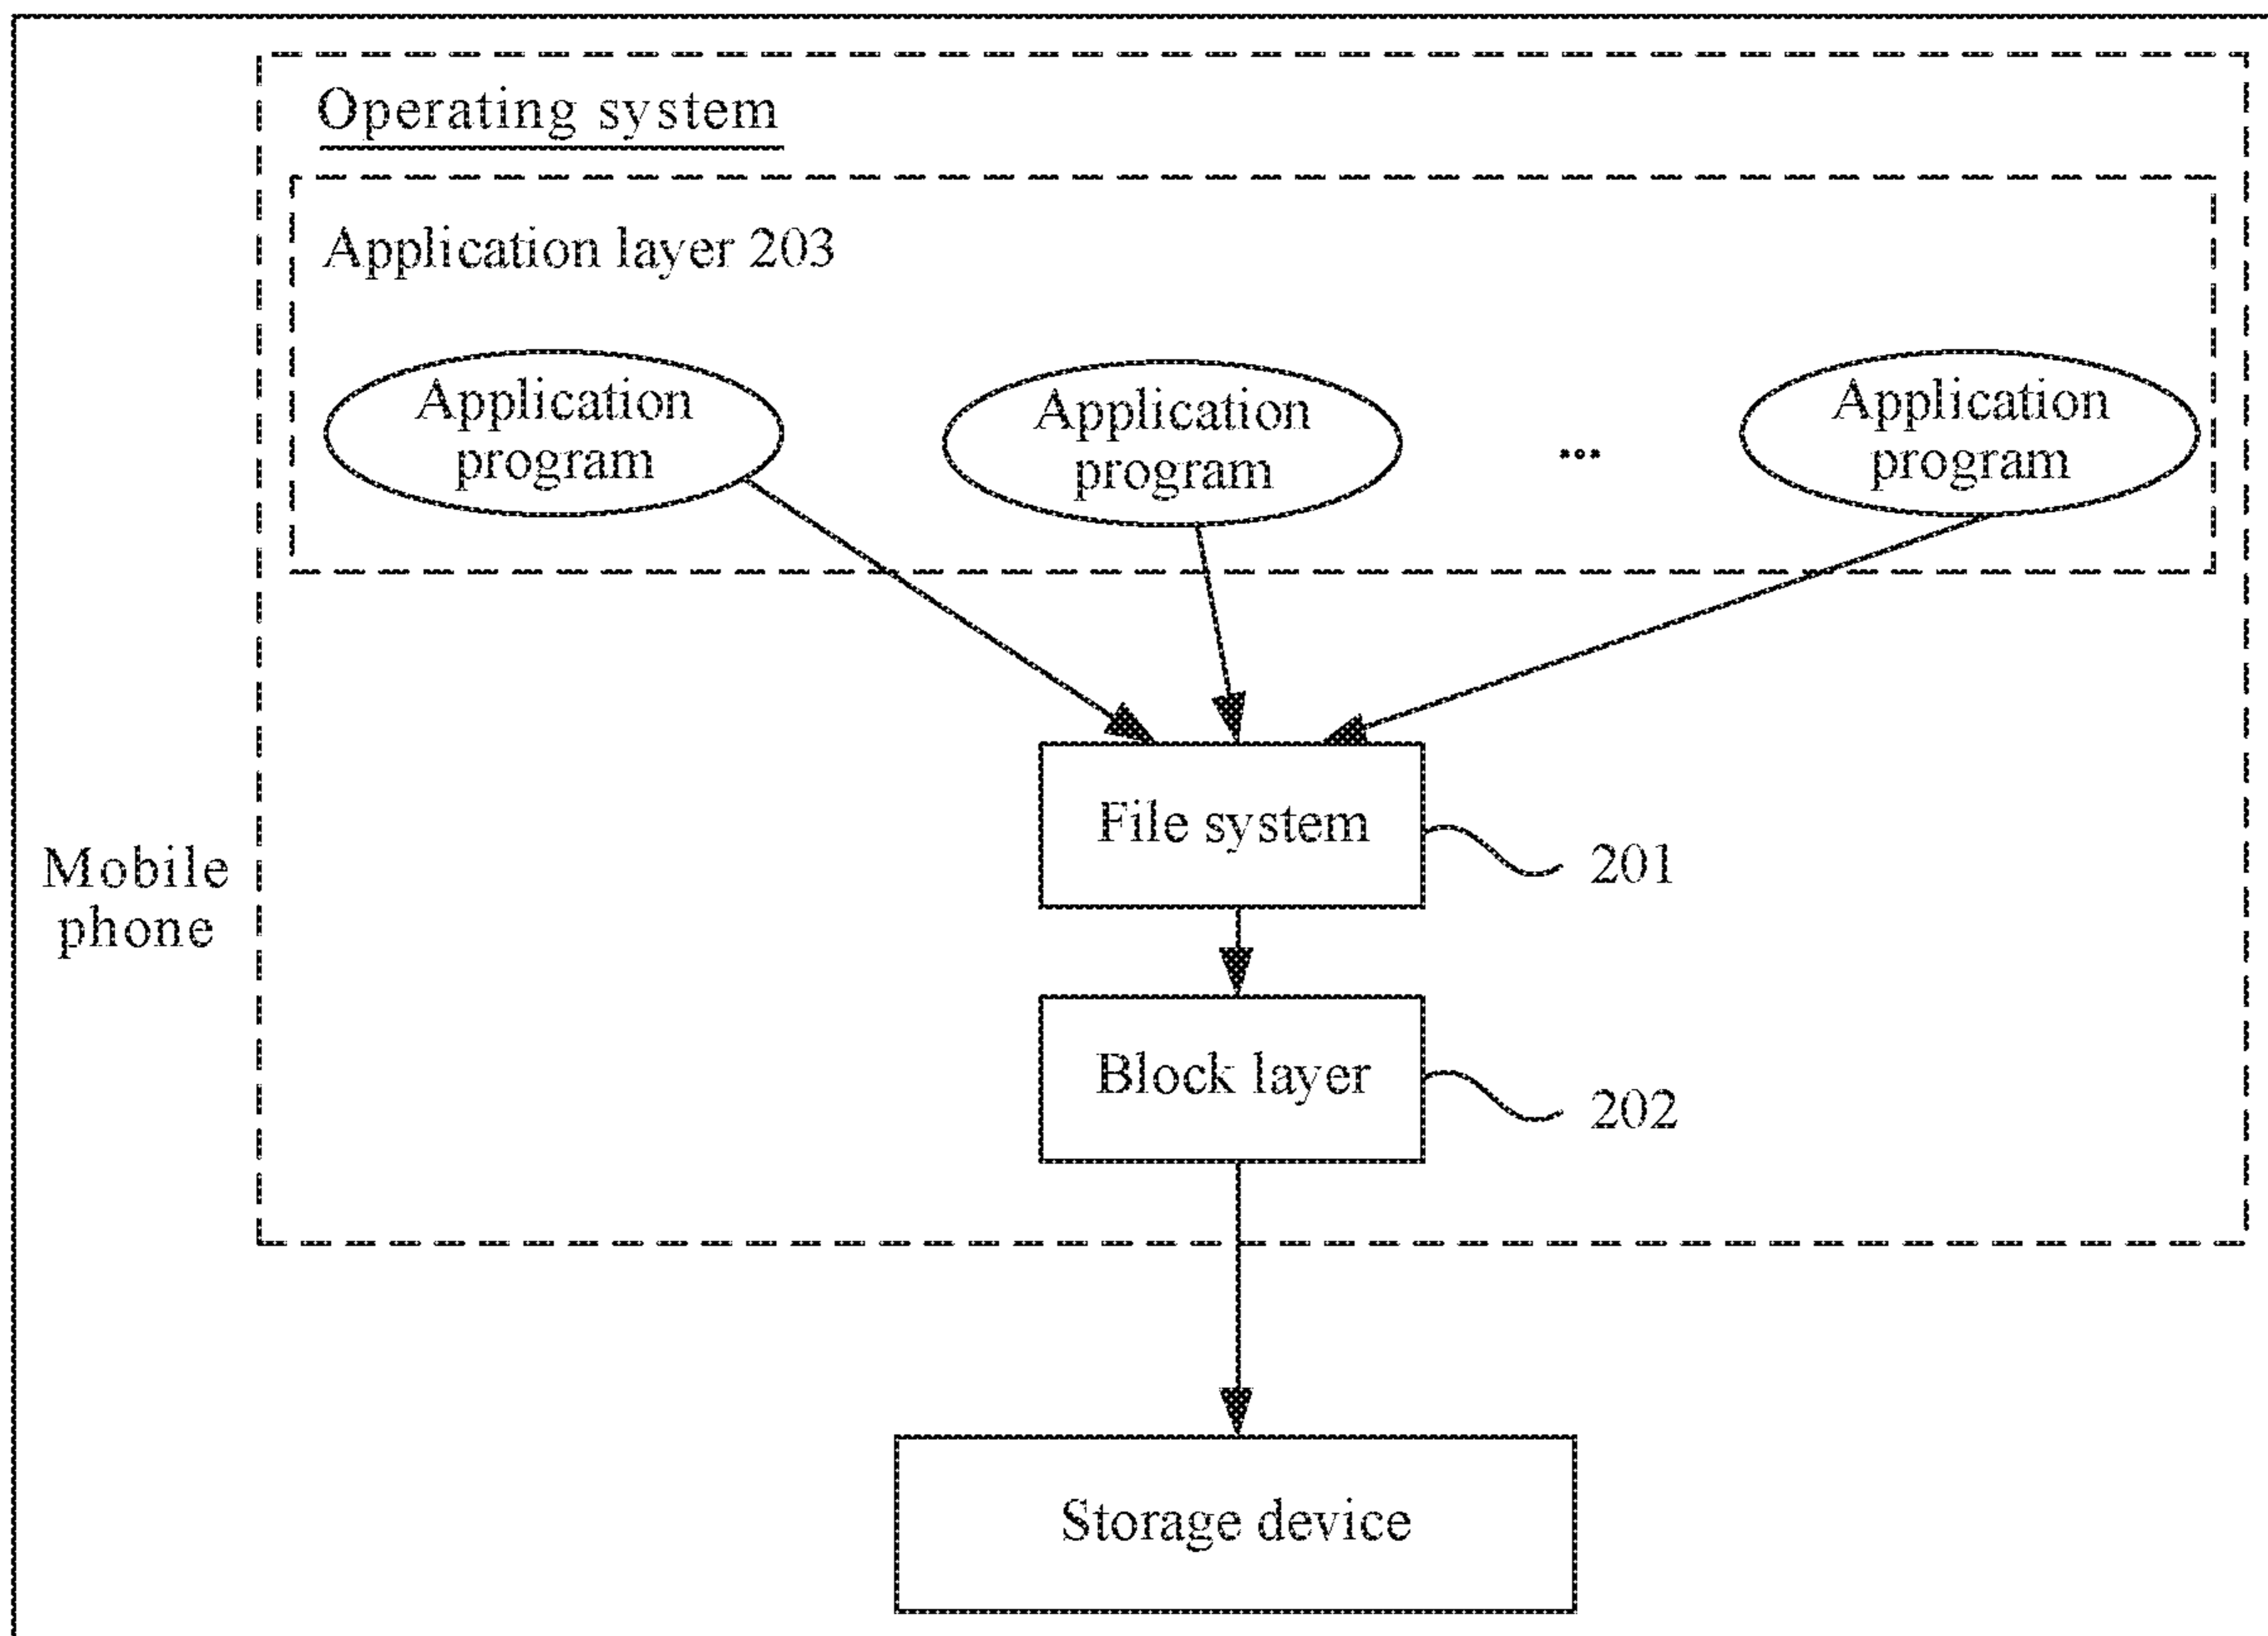 Operating system
Application layer 203
Application
program
Application
program
...
Application
program
File system
201
Mobile
phone
Block layer
202
Storage device